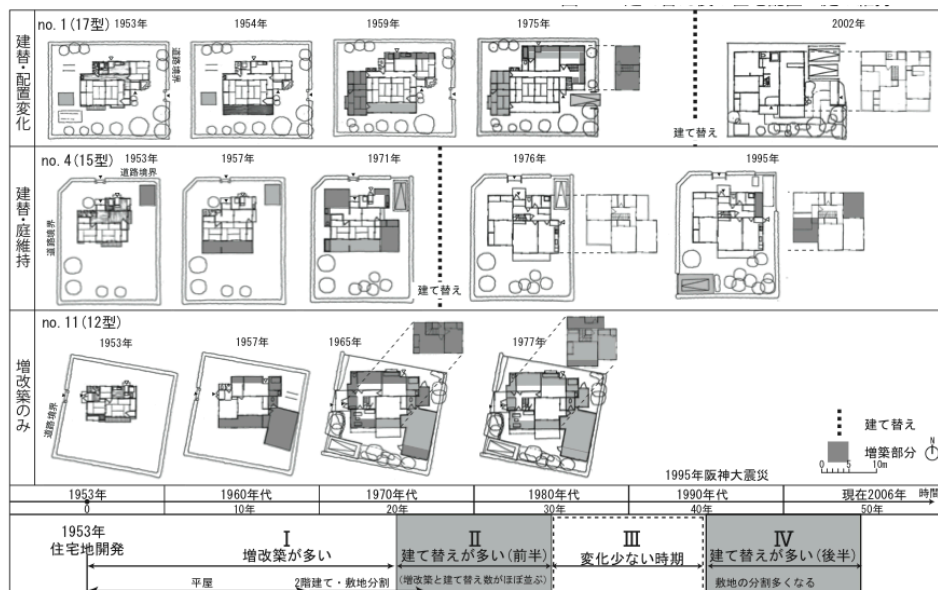 no. 1 (17型)
1953年
1954年
1959年
1975年
2002年
建替・配置変化
道路境界
道路境界
建て替え
no. 4 (15型)
1953年
1957年
1971年
1976年
1995年
建替・庭維持
道路境界
道路境界
建て替え
no. 11 (12型)
1953年
1957年
1965年
1977年
増改築のみ
道路境界
建て替え
増築部分
N
0 5 10m
1995年阪神大震災
1953年 1960年代 1970年代 1980年代 1990年代 現在2006年 時間
0 10年 20年 30年 40年 50年
1953年
住宅地開発
I
増改築が多い
平屋
2階建て・敷地分割
II
建て替えが多い(前半)
(増改築と建て替え数がほぼ並ぶ)
III
変化少ない時期
IV
建て替えが多い(後半)
敷地の分割多くなる